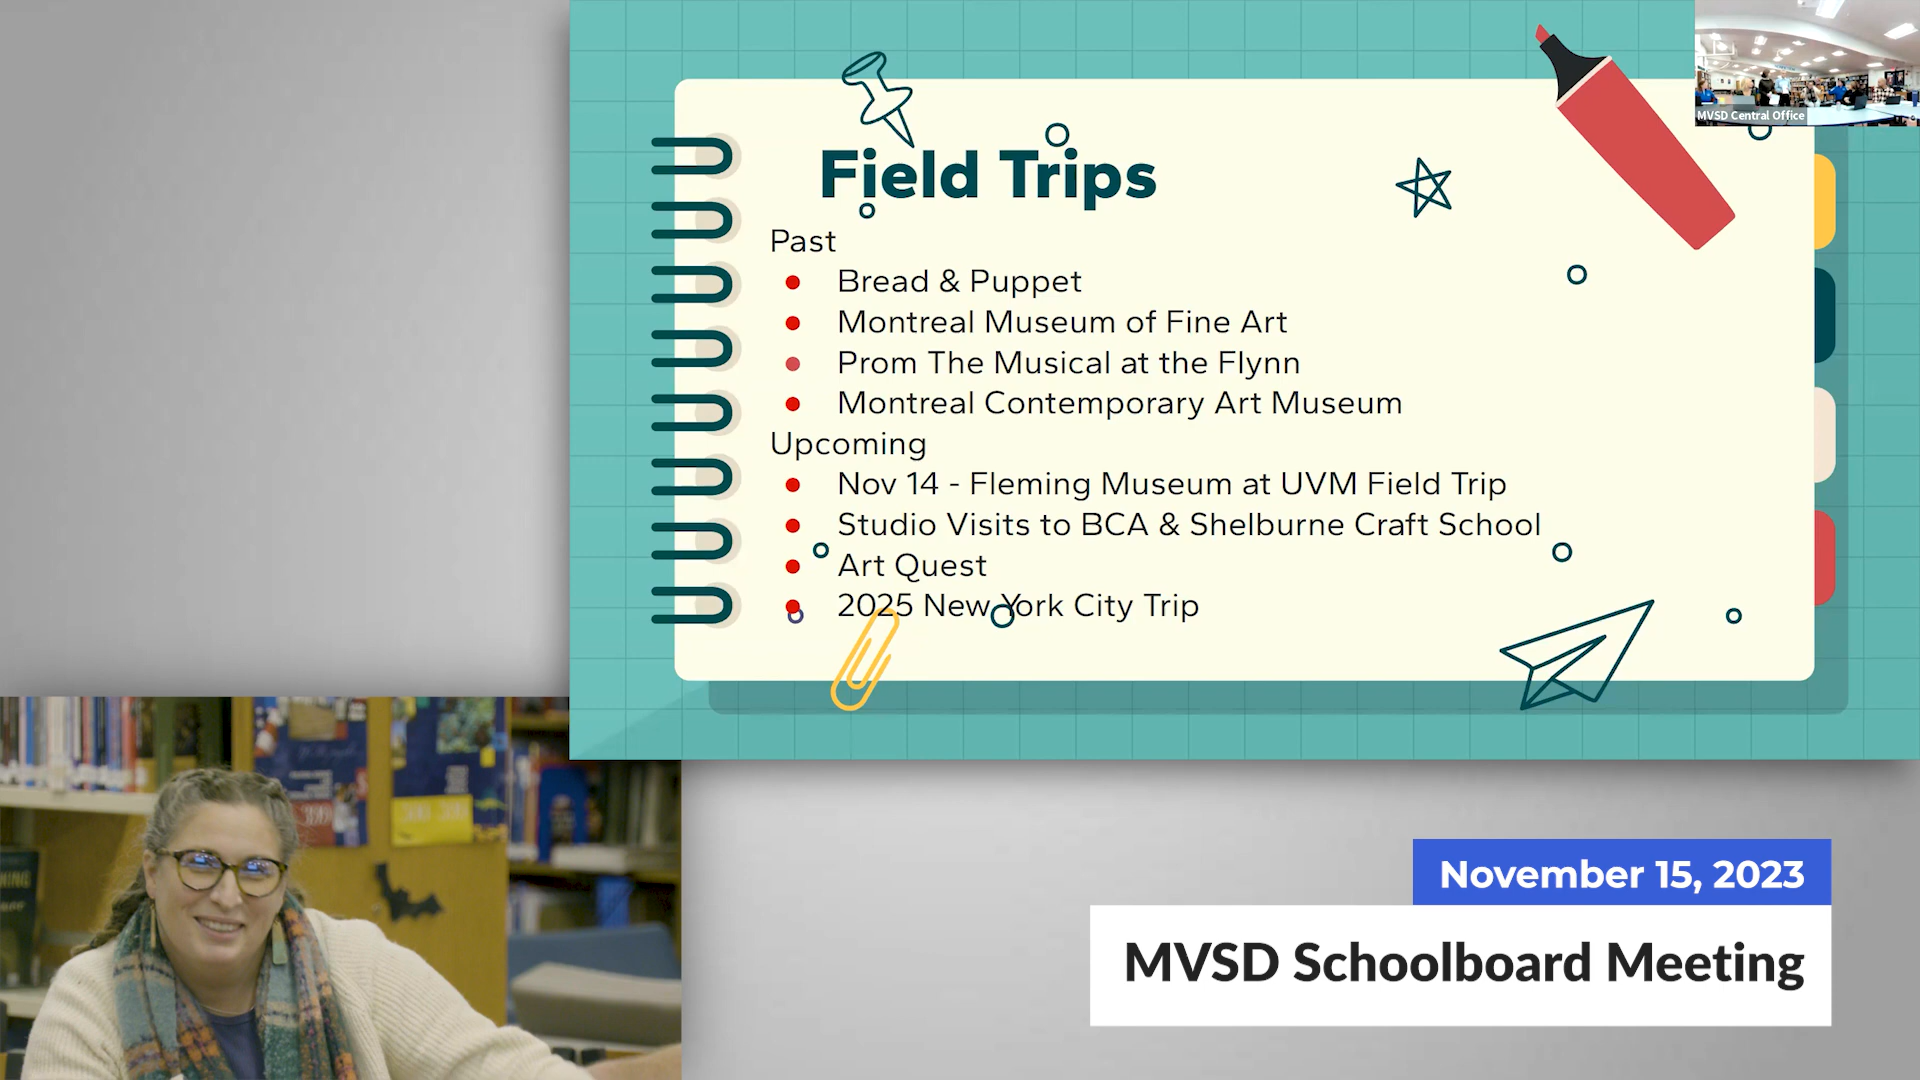 MVSD Central Office
Field Trips
Past
Bread & Puppet
Montreal Museum of Fine Art
Prom The Musical at the Flynn
Montreal Contemporary Art Museum
Upcoming
Nov 14 - Fleming Museum at UVM Field Trip
Studio Visits to BCA & Shelburne Craft School
Art Quest
2025 New York City Trip
November 15, 2023
MVSD Schoolboard Meeting